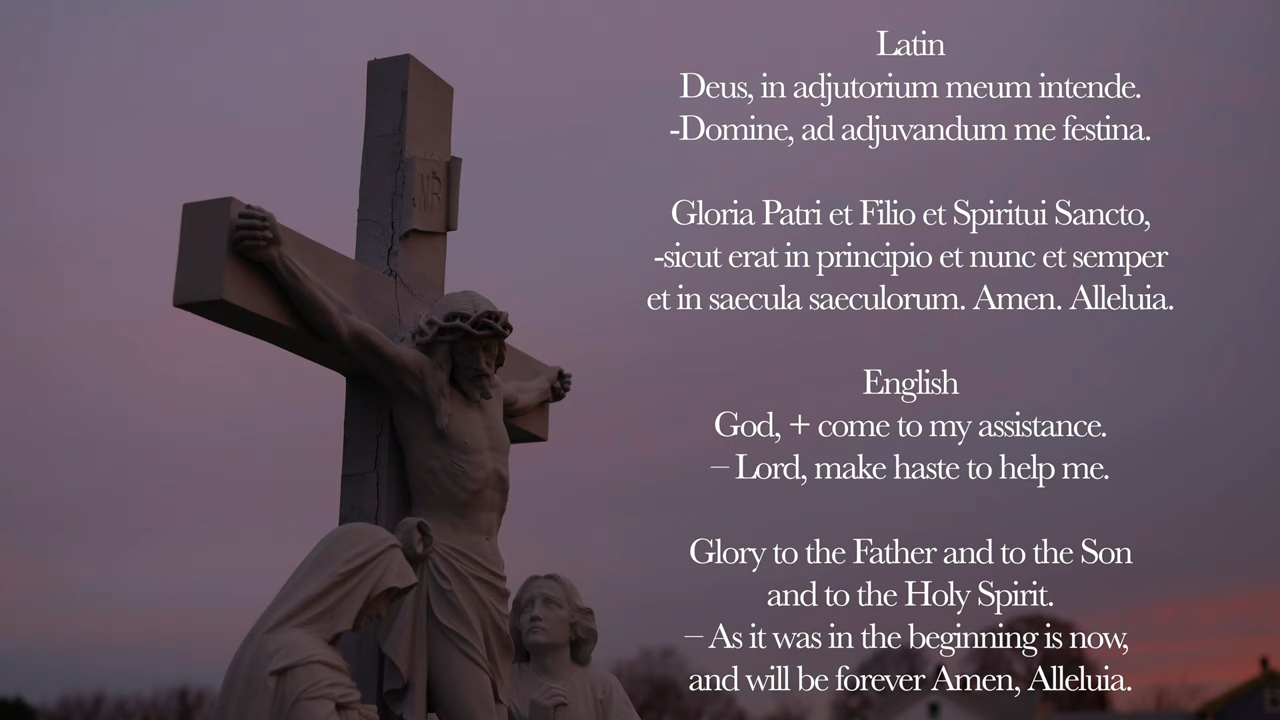 Latin
Deus, in adjutorium meum intende.
-Domine, ad adjuvandum me festina.
Gloria Patri et Filio et Spiritui Sancto,
-sicut erat in principio et nunc et semper
et in saecula saeculorum. Amen. Alleluia.
English
God, + come to my assistance.
– Lord, make haste to help me.
Glory to the Father and to the Son
and to the Holy Spirit.
– As it was in the beginning is now,
and will be forever Amen, Alleluia.